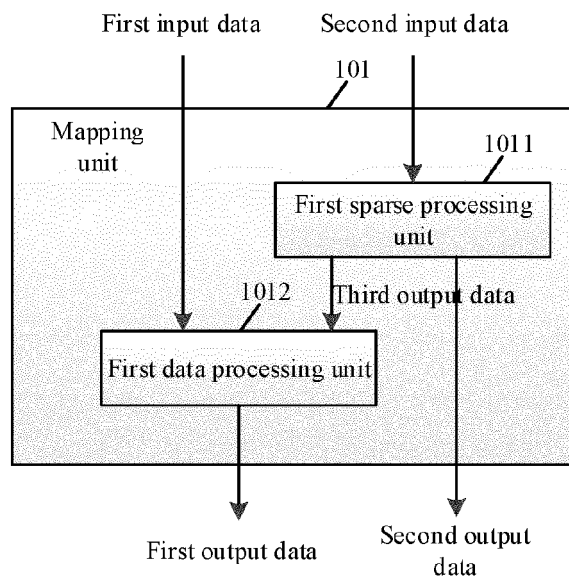 First input data
Second input data
101
Mapping
unit
1011
First sparse processing
unit
1012
Third output data
First data processing unit
First output data
Second output
data